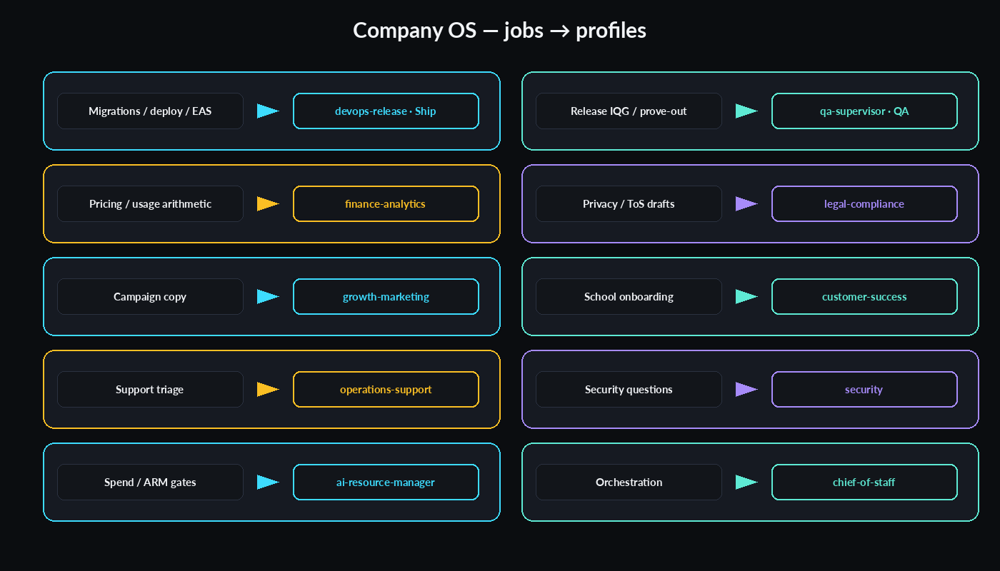 Company OS — jobs → profiles
Migrations / deploy / EAS
devops-release · Ship
Release IQG / prove-out
qa-supervisor · QA
Pricing / usage arithmetic
finance-analytics
Privacy / ToS drafts
legal-compliance
Campaign copy
growth-marketing
School onboarding
customer-success
Support triage
operations-support
Security questions
security
Spend / ARM gates
ai-resource-manager
Orchestration
chief-of-staff